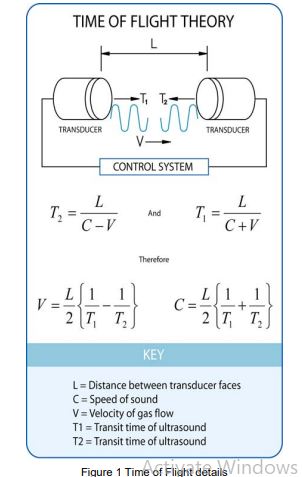 TIME OF FLIGHT THEORY
L
T₁ T₂
TRANSDUCER TRANSDUCER
V
CONTROL SYSTEM
T₂ = L / (C – V) And T₁ = L / (C + V)
Therefore
V = L/2 {1/T₁ – 1/T₂} C = L/2 {1/T₁ + 1/T₂}
KEY
L = Distance between transducer faces
C = Speed of sound
V = Velocity of gas flow
T1 = Transit time of ultrasound
T2 = Transit time of ultrasound
Activate Windows
Figure 1 Time of Flight details